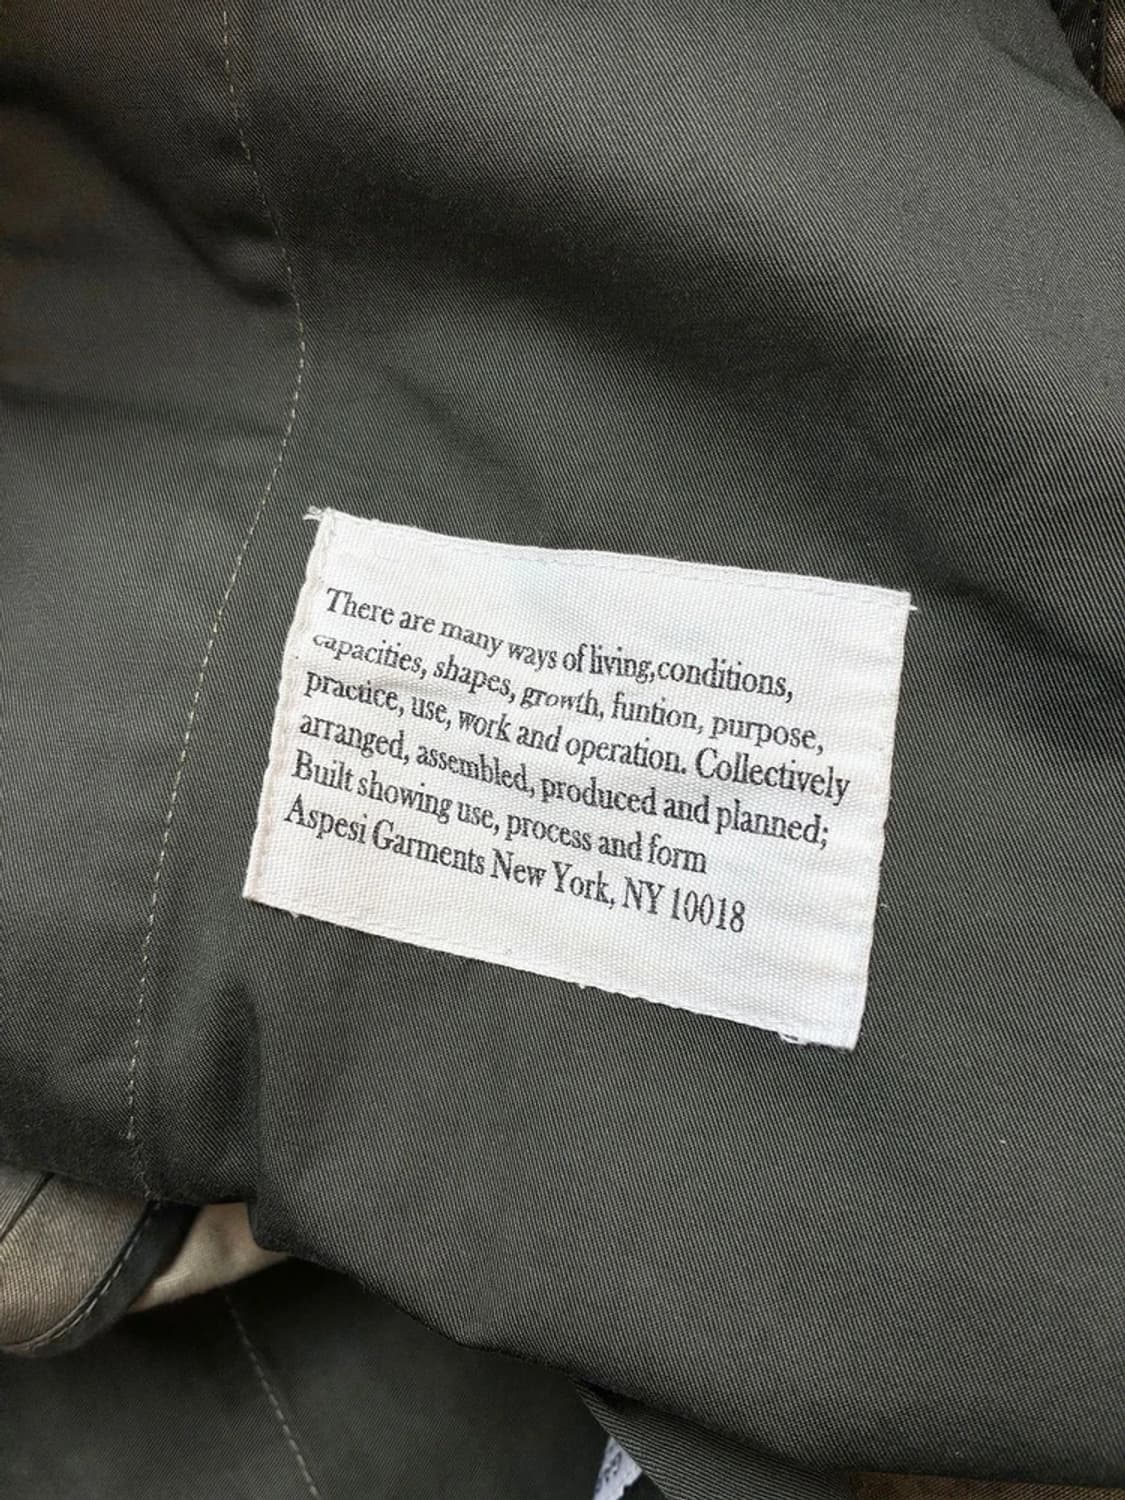 There are many ways of living,conditions,
capacities, shapes, growth, funtion, purpose,
practice, use, work and operation. Collectively
arranged, assembled, produced and planned;
Built showing use, process and form
Aspesi Garments New York, NY 10018